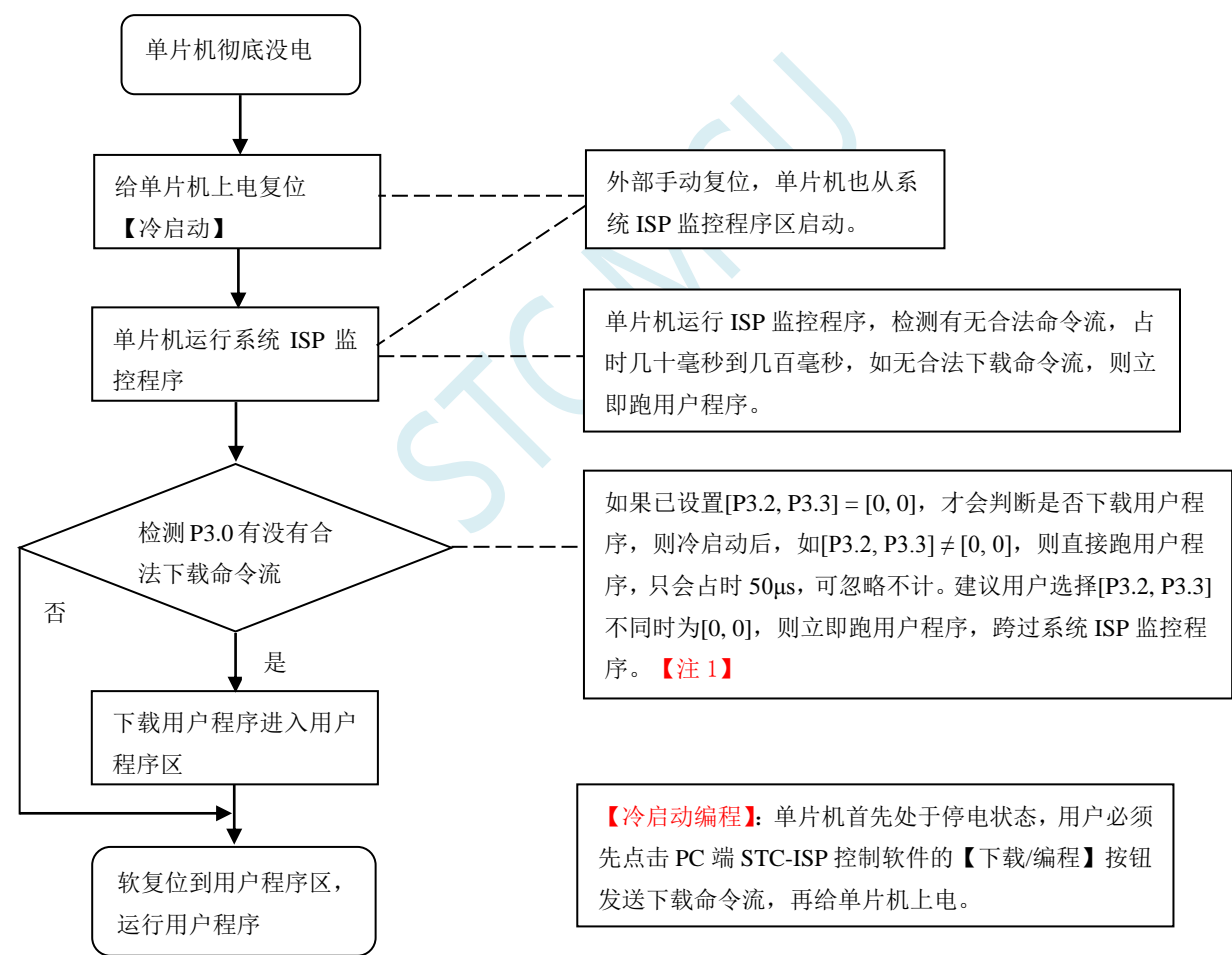 单片机彻底没电
给单片机上电复位
【冷启动】
外部手动复位，单片机也从系
统 ISP 监控程序区启动。
单片机运行系统 ISP 监
控程序
单片机运行 ISP 监控程序，检测有无合法命令流，占
时几十毫秒到几百毫秒，如无合法下载命令流，则立
即跑用户程序。
检测 P3.0 有没有合
法下载命令流
如果已设置[P3.2, P3.3] = [0, 0]，才会判断是否下载用户程
序，则冷启动后，如[P3.2, P3.3] ≠ [0, 0]，则直接跑用户程
序，只会占时 50μs，可忽略不计。建议用户选择[P3.2, P3.3]
不同时为[0, 0]，则立即跑用户程序，跨过系统 ISP 监控程
序。【注 1】
否
是
下载用户程序进入用户
程序区
【冷启动编程】：单片机首先处于停电状态，用户必须
先点击 PC 端 STC-ISP 控制软件的【下载/编程】按钮
发送下载命令流，再给单片机上电。
软复位到用户程序区，
运行用户程序
STC MCU